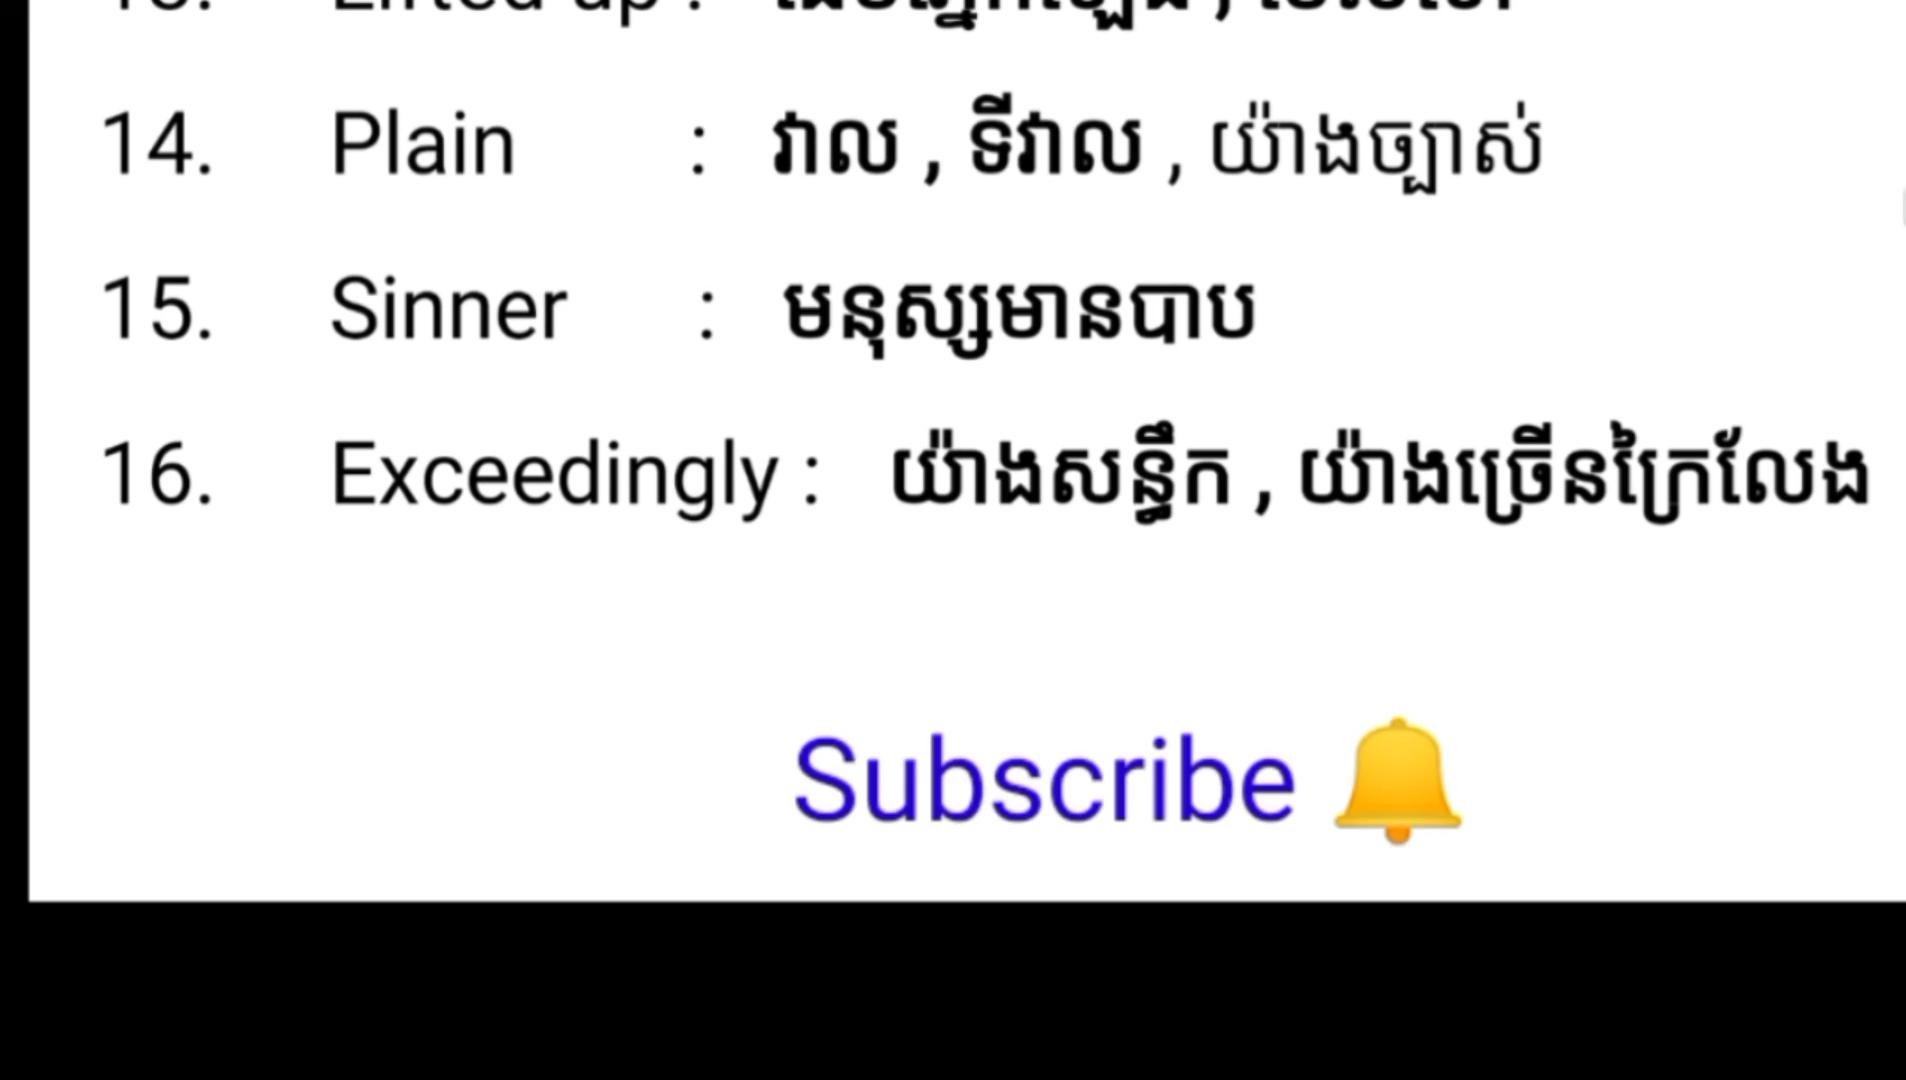 14. Plain : វាល , ទីវាល , យ៉ាងច្បាស់
15. Sinner : មនុស្សមានបាប
16. Exceedingly : យ៉ាងសន្ធឹក , យ៉ាងច្រើនក្រៃលែង
Subscribe 🔔